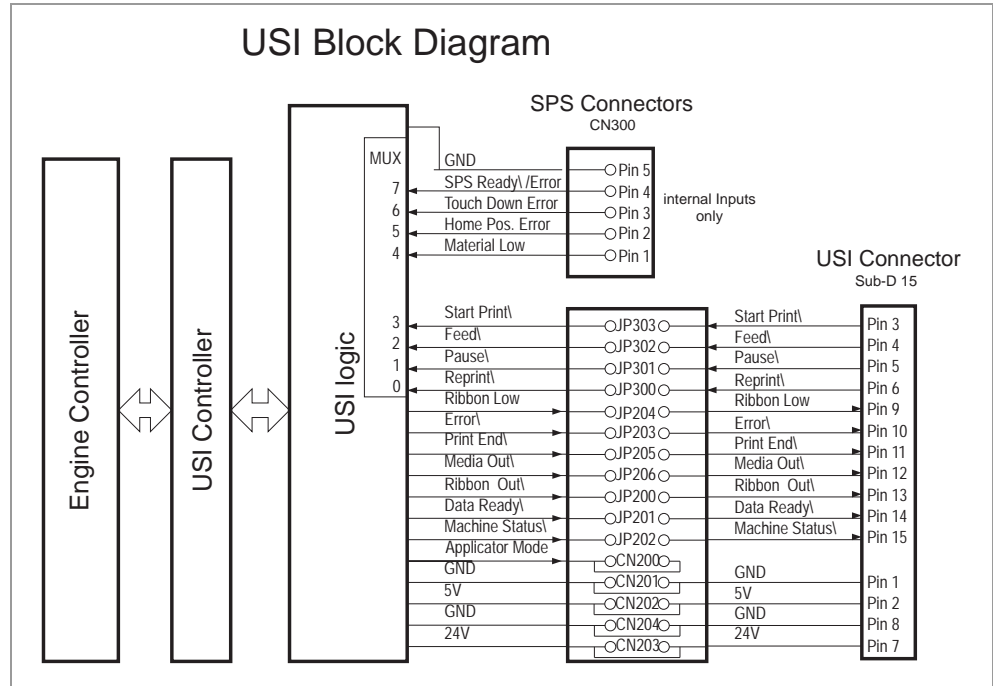 USI Block Diagram
SPS Connectors
CN300
MUX
GND
Pin 5
7
SPS Ready\ /Error
Pin 4
6
Touch Down Error
Pin 3
5
Home Pos. Error
Pin 2
4
Material Low
Pin 1
internal Inputs
only
USI Connector
Sub-D 15
Engine Controller
USI Controller
USI logic
3
Start Print\
JP303
Start Print\
Pin 3
2
Feed\
JP302
Feed\
Pin 4
1
Pause\
JP301
Pause\
Pin 5
0
Reprint\
JP300
Reprint\
Pin 6
Ribbon Low
JP204
Ribbon Low
Pin 9
Error\
JP203
Error\
Pin 10
Print End\
JP205
Print End\
Pin 11
Media Out\
JP206
Media Out\
Pin 12
Ribbon Out\
JP200
Ribbon Out\
Pin 13
Data Ready\
JP201
Data Ready\
Pin 14
Machine Status\
JP202
Machine Status\
Pin 15
Applicator Mode
CN200
GND
CN201
GND
Pin 1
5V
CN202
5V
Pin 2
GND
CN204
GND
Pin 8
24V
CN203
24V
Pin 7